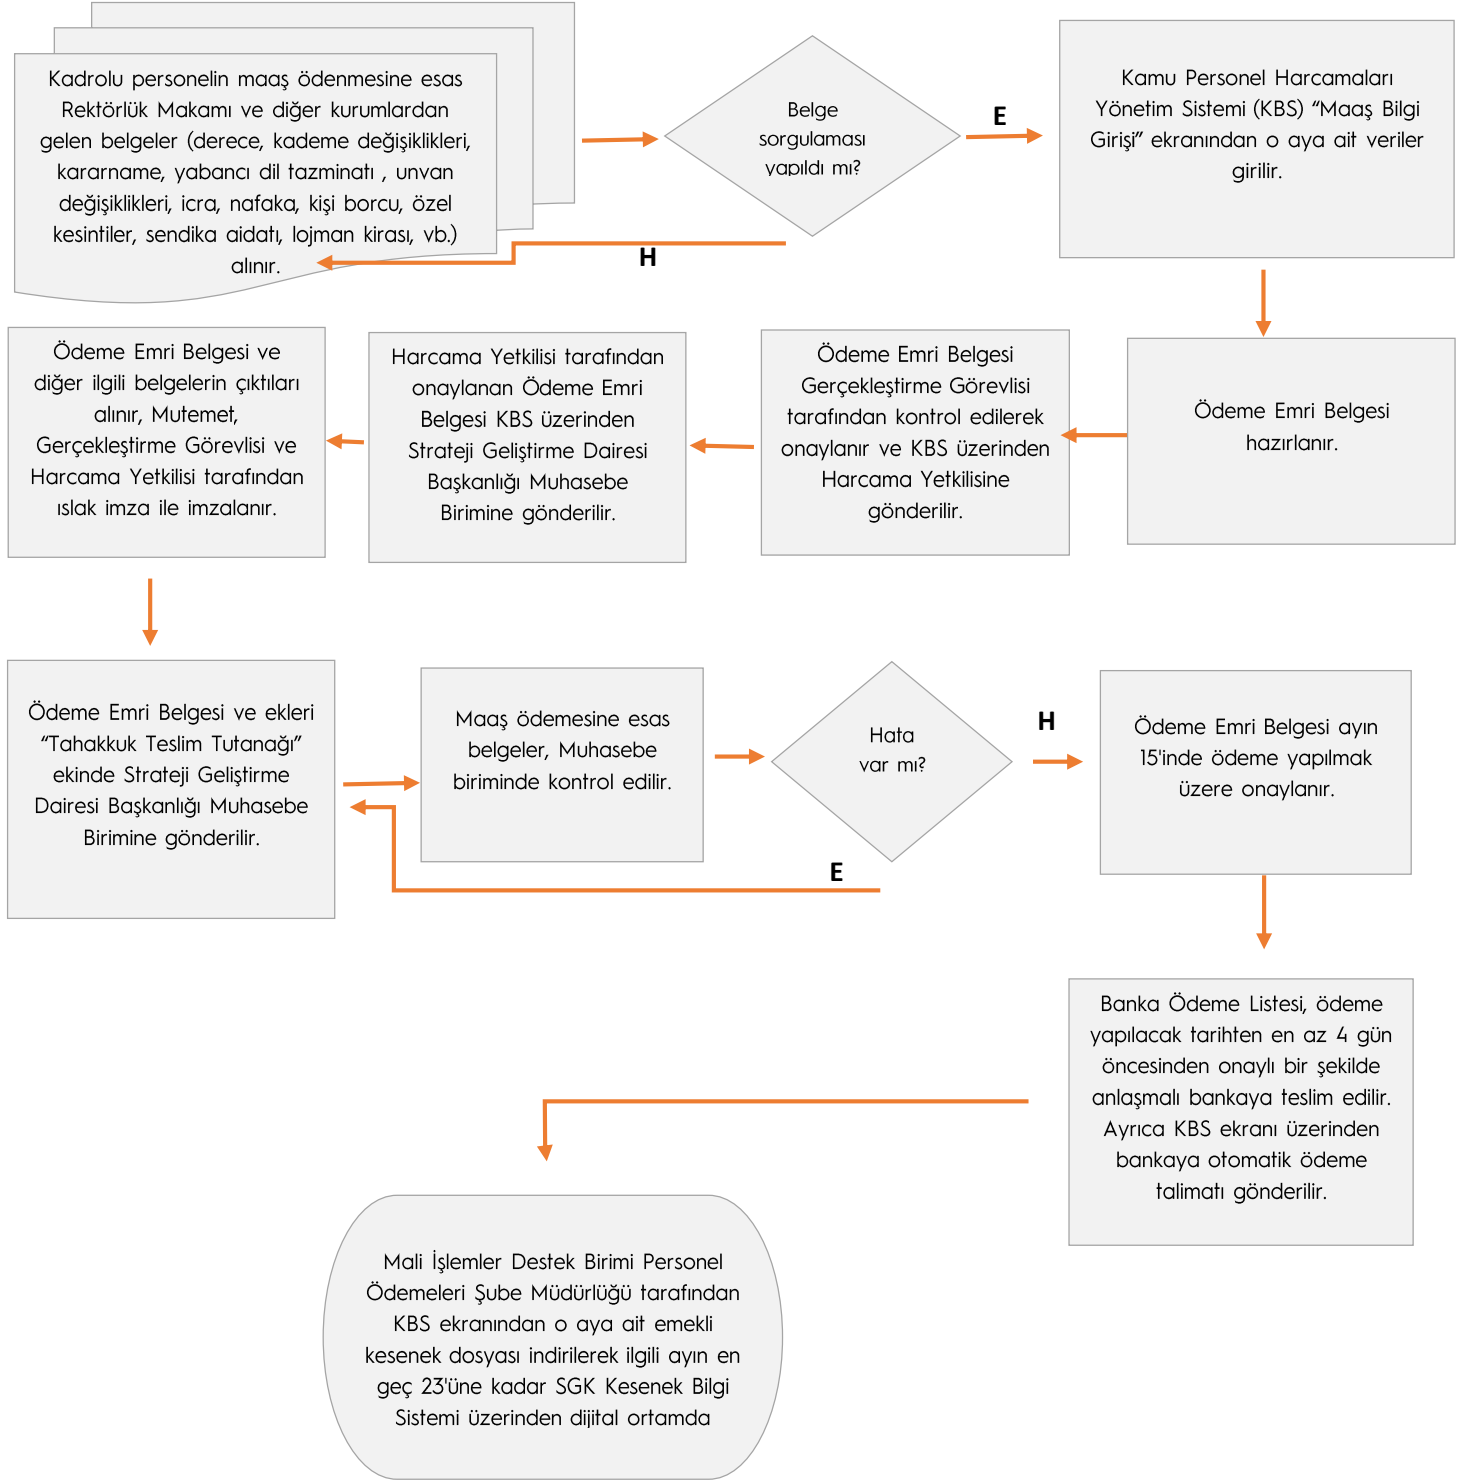 Kadrolu personelin maaş ödenmesine esas
Rektörlük Makamı ve diğer kurumlardan
gelen belgeler (derece, kademe değişiklikleri,
kararname, yabancı dil tazminatı , unvan
değişiklikleri, icra, nafaka, kişi borcu, özel
kesintiler, sendika aidatı, lojman kirası, vb.)
alınır.
Belge
sorgulaması
yapıldı mı?
E
H
Kamu Personel Harcamaları
Yönetim Sistemi (KBS) “Maaş Bilgi
Girişi” ekranından o aya ait veriler
girilir.
Ödeme Emri Belgesi
hazırlanır.
Ödeme Emri Belgesi
Gerçekleştirme Görevlisi
tarafından kontrol edilerek
onaylanır ve KBS üzerinden
Harcama Yetkilisine
gönderilir.
Harcama Yetkilisi tarafından
onaylanan Ödeme Emri
Belgesi KBS üzerinden
Strateji Geliştirme Dairesi
Başkanlığı Muhasebe
Birimine gönderilir.
Ödeme Emri Belgesi ve
diğer ilgili belgelerin çıktıları
alınır, Mutemet,
Gerçekleştirme Görevlisi ve
Harcama Yetkilisi tarafından
ıslak imza ile imzalanır.
Ödeme Emri Belgesi ve ekleri
“Tahakkuk Teslim Tutanağı”
ekinde Strateji Geliştirme
Dairesi Başkanlığı Muhasebe
Birimine gönderilir.
Maaş ödemesine esas
belgeler, Muhasebe
biriminde kontrol edilir.
Hata
var mı?
H
E
Ödeme Emri Belgesi ayın
15'inde ödeme yapılmak
üzere onaylanır.
Banka Ödeme Listesi, ödeme
yapılacak tarihten en az 4 gün
öncesinden onaylı bir şekilde
anlaşmalı bankaya teslim edilir.
Ayrıca KBS ekranı üzerinden
bankaya otomatik ödeme
talimatı gönderilir.
Mali İşlemler Destek Birimi Personel
Ödemeleri Şube Müdürlüğü tarafından
KBS ekranından o aya ait emekli
kesenek dosyası indirilerek ilgili ayın en
geç 23'üne kadar SGK Kesenek Bilgi
Sistemi üzerinden dijital ortamda